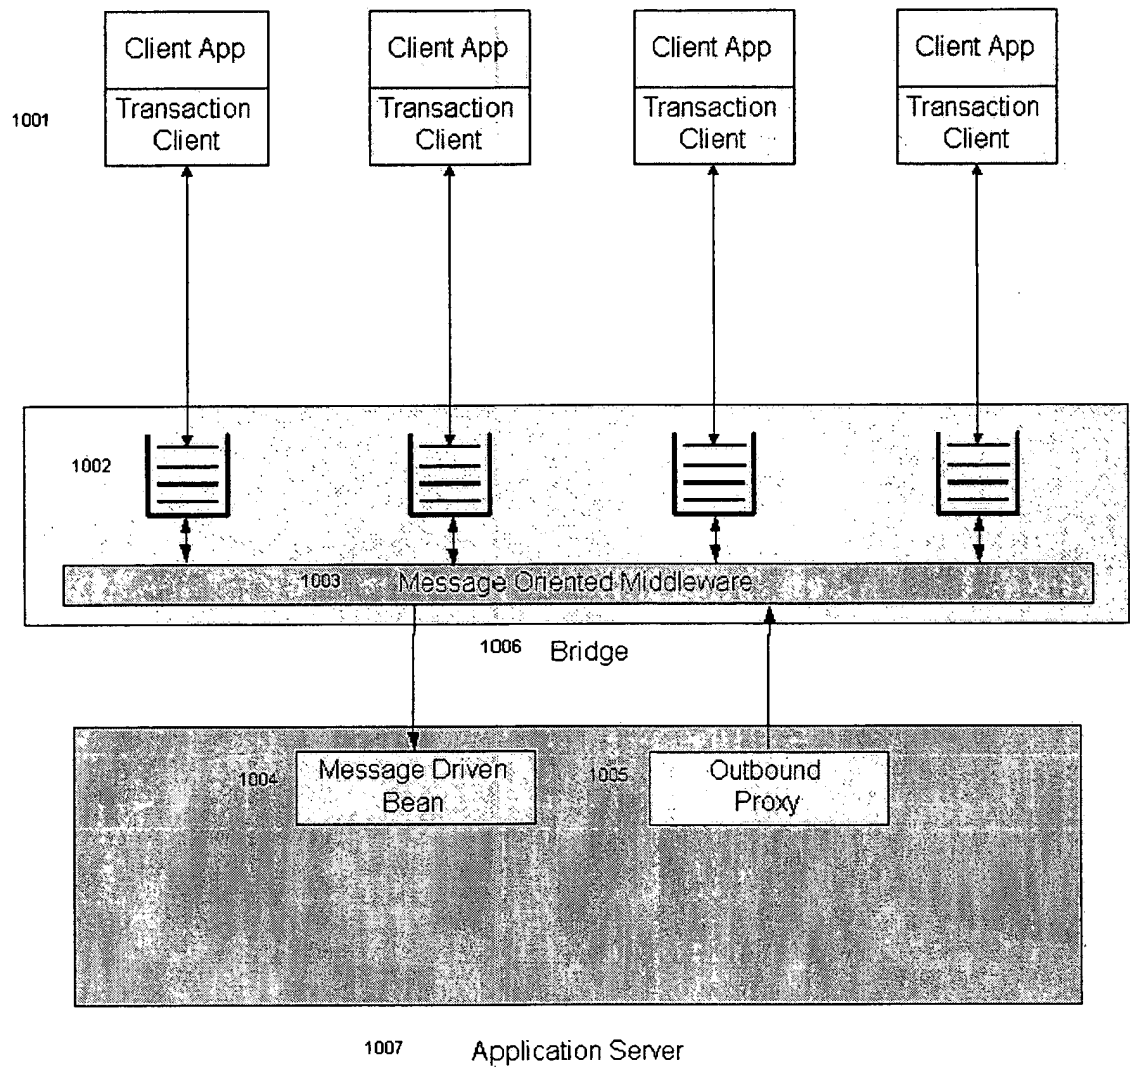 Client App Client App Client App Client App
Transaction Transaction Transaction Transaction
1001
Client Client Client Client
1002
1003 Message Oriented Middleware
1006 Bridge
1004 Message Driven 1005 Outbound
Bean Proxy
1007 Application Server